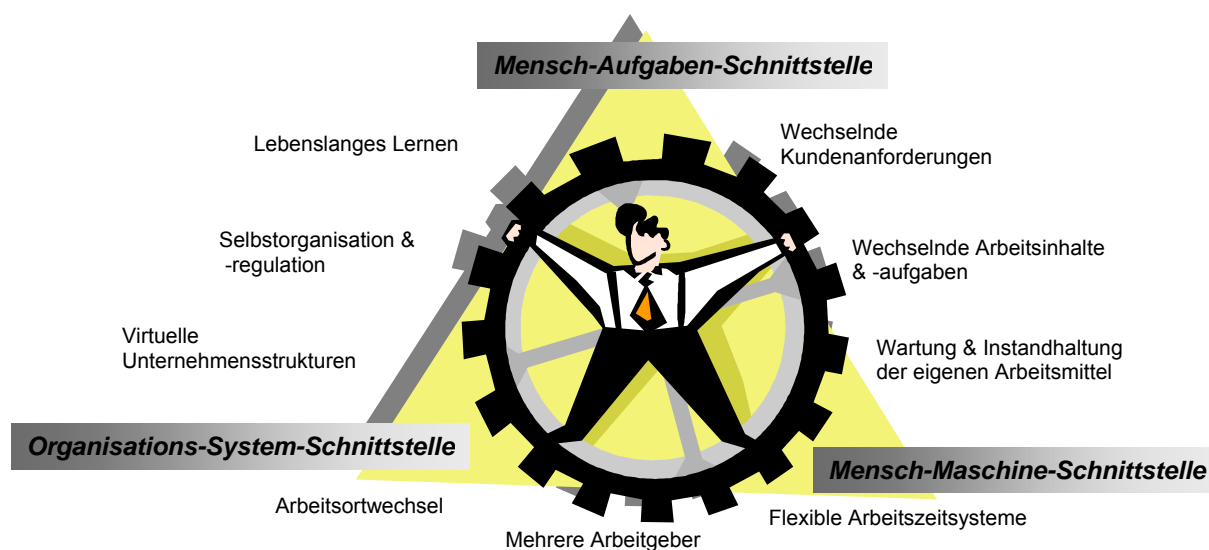 Mensch-Aufgaben-Schnittstelle
Lebenslanges Lernen
Wechselnde
Kundenanforderungen
Selbstorganisation &
-regulation
Wechselnde Arbeitsinhalte
& -aufgaben
Virtuelle
Unternehmensstrukturen
Wartung & Instandhaltung
der eigenen Arbeitsmittel
Organisations-System-Schnittstelle
Mensch-Maschine-Schnittstelle
Arbeitsortwechsel
Flexible Arbeitszeitsysteme
Mehrere Arbeitgeber